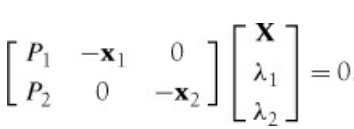 [ P₁ −𝐱₁ 0 ] [ 𝐗 ]
[ P₂ 0 −𝐱₂ ] [ λ₁ ] = 0.
[ λ₂ ]